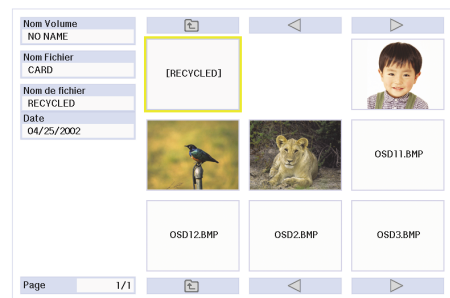 Nom Volume
NO NAME
Nom Fichier
CARD
Nom de fichier
RECYCLED
Date
04/25/2002
[RECYCLED]
OSD11.BMP
OSD12.BMP
OSD2.BMP
OSD3.BMP
Page 1/1